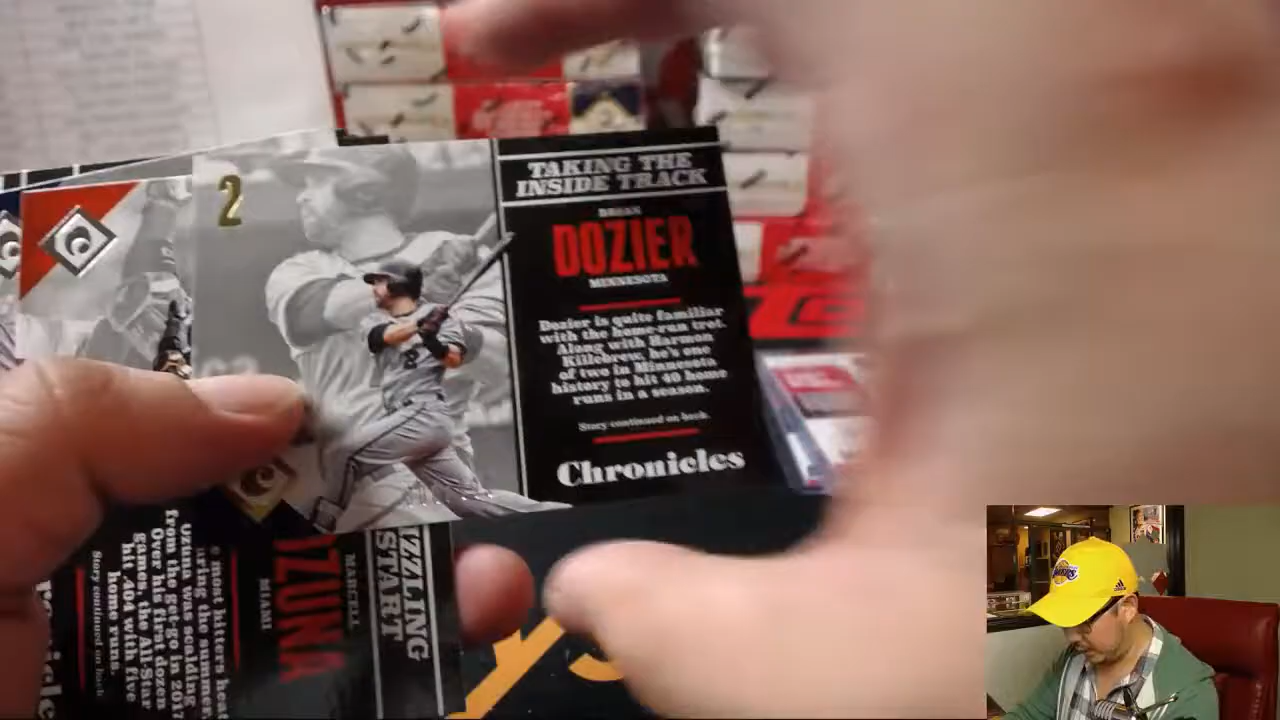 2
TAKING THE
INSIDE TRACK
BRIAN
DOZIER
MINNESOTA
Dozier is quite familiar
with the home-run trot.
Along with Harmon
Killebrew, he's one
of two in Minnesota
history to hit 40 home
runs in a season.
Story continued on back.
Chronicles
IZZLING
START
MARCELL
OZUNA
MIAMI
e most hitters heat
uring the summer,
Ozuna was scalding
from the get-go in 2017.
Over his first dozen
games, the All-Star
hit .404 with five
home runs.
Story continued on back
ronicle
LAKERS